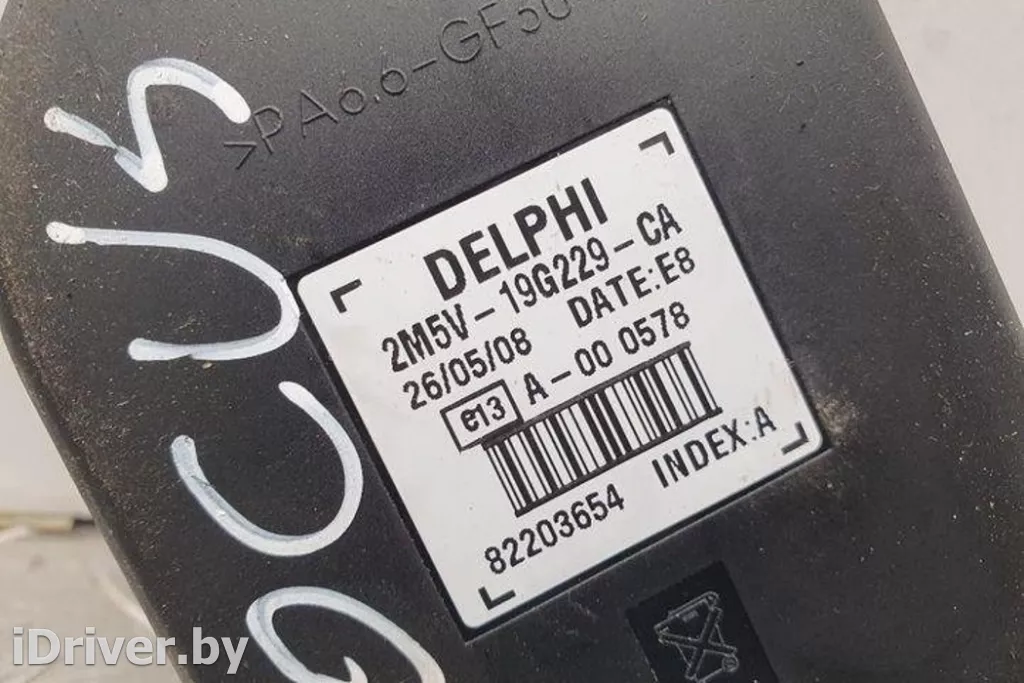 >PA6.6-GF30
DELPHI
2M5V-19G229-CA
26/05/08 DATE:E8
e13 A-00 0578
82203654 INDEX:A
iDriver.by